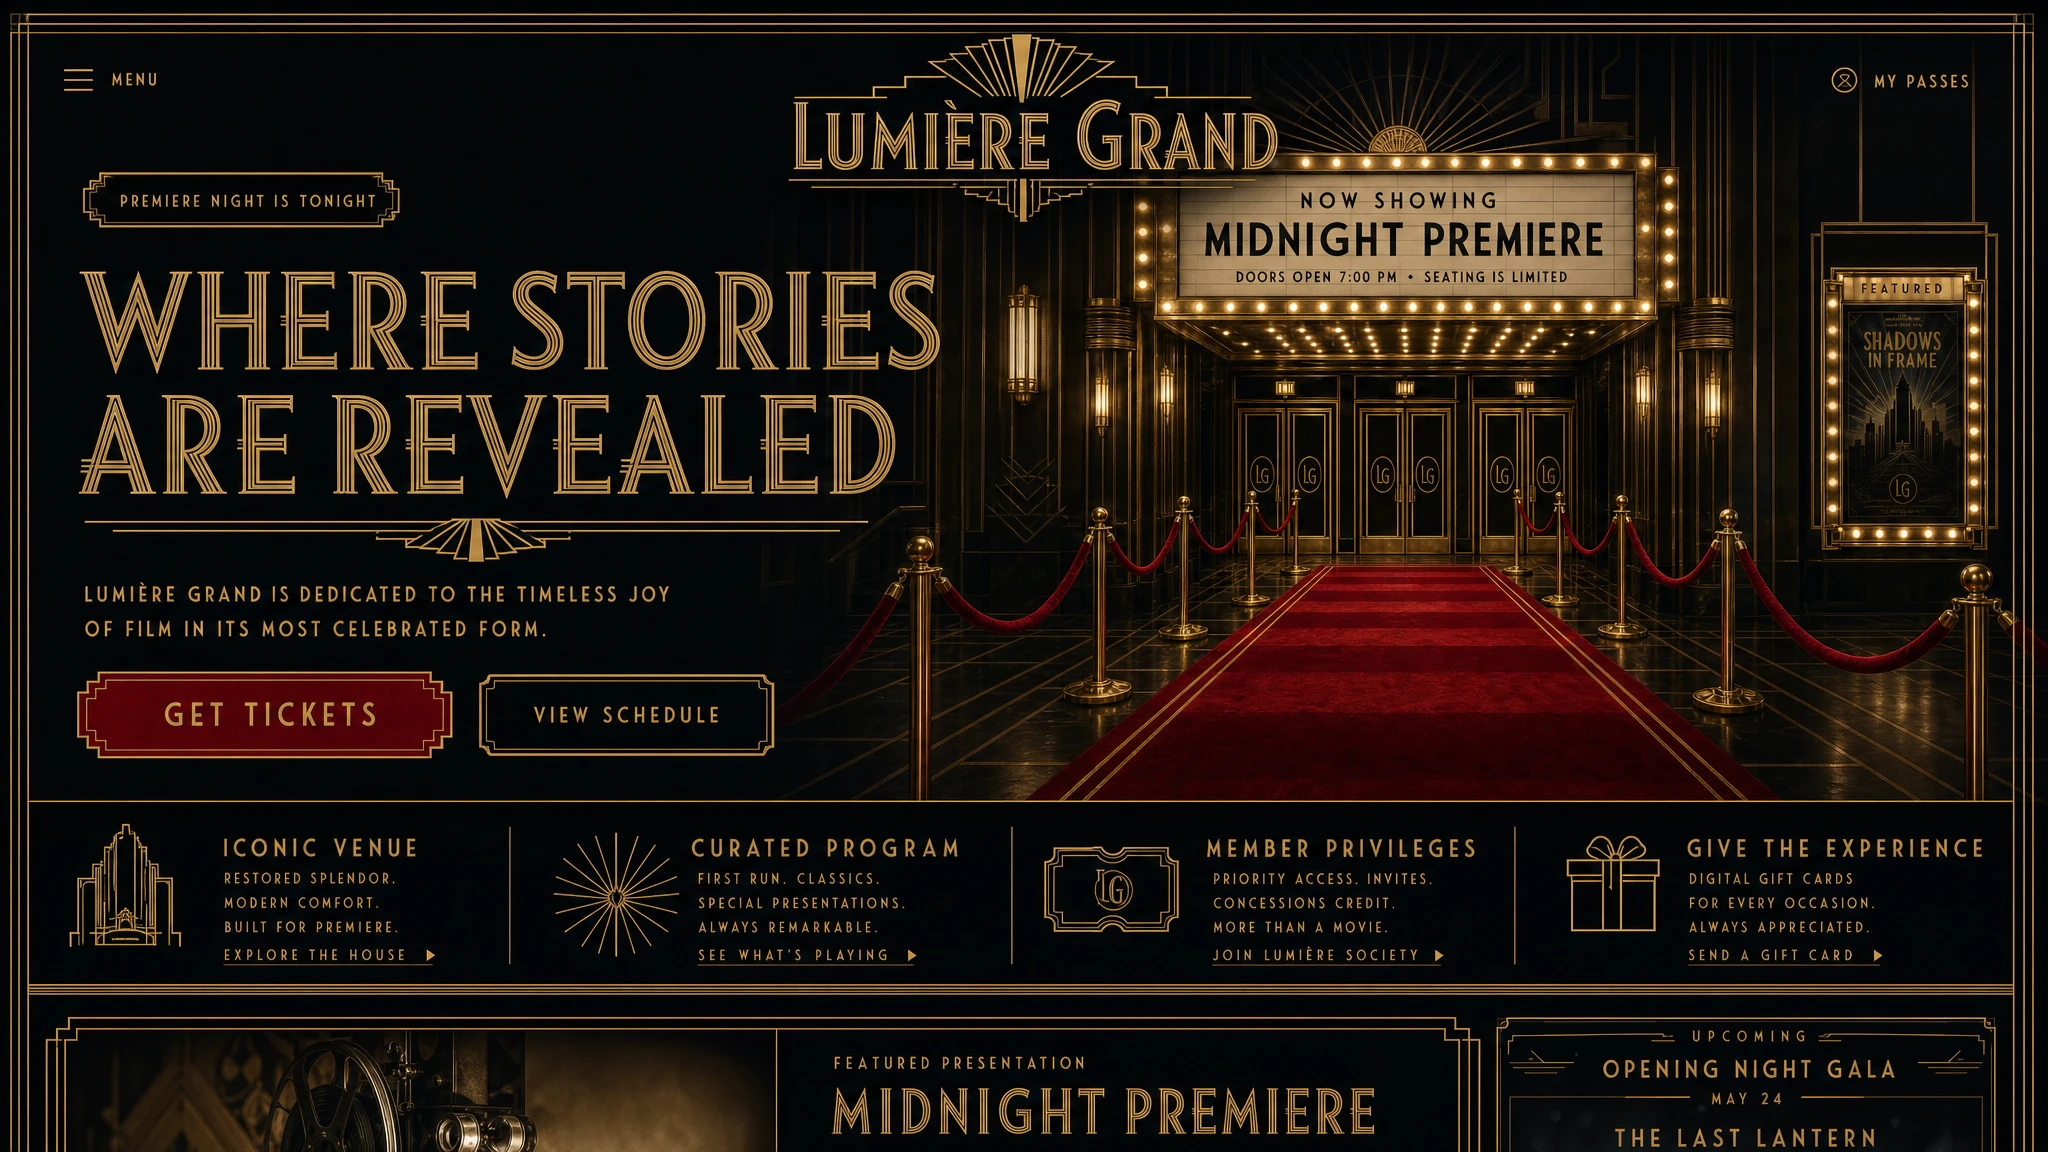 MENU
LUMIÈRE GRAND
MY PASSES
PREMIERE NIGHT IS TONIGHT
WHERE STORIES
ARE REVEALED
LUMIÈRE GRAND IS DEDICATED TO THE TIMELESS JOY
OF FILM IN ITS MOST CELEBRATED FORM.
GET TICKETS
VIEW SCHEDULE
NOW SHOWING
MIDNIGHT PREMIERE
DOORS OPEN 7:00 PM • SEATING IS LIMITED
LG
LG
LG
LG
LG
LG
FEATURED
SHADOWS
IN FRAME
LG
ICONIC VENUE
RESTORED SPLENDOR.
MODERN COMFORT.
BUILT FOR PREMIERE.
EXPLORE THE HOUSE
CURATED PROGRAM
FIRST RUN. CLASSICS.
SPECIAL PRESENTATIONS.
ALWAYS REMARKABLE.
SEE WHAT'S PLAYING
LG
MEMBER PRIVILEGES
PRIORITY ACCESS. INVITES.
CONCESSIONS CREDIT.
MORE THAN A MOVIE.
JOIN LUMIÈRE SOCIETY
GIVE THE EXPERIENCE
DIGITAL GIFT CARDS
FOR EVERY OCCASION.
ALWAYS APPRECIATED.
SEND A GIFT CARD
FEATURED PRESENTATION
MIDNIGHT PREMIERE
UPCOMING
OPENING NIGHT GALA
MAY 24
THE LAST LANTERN